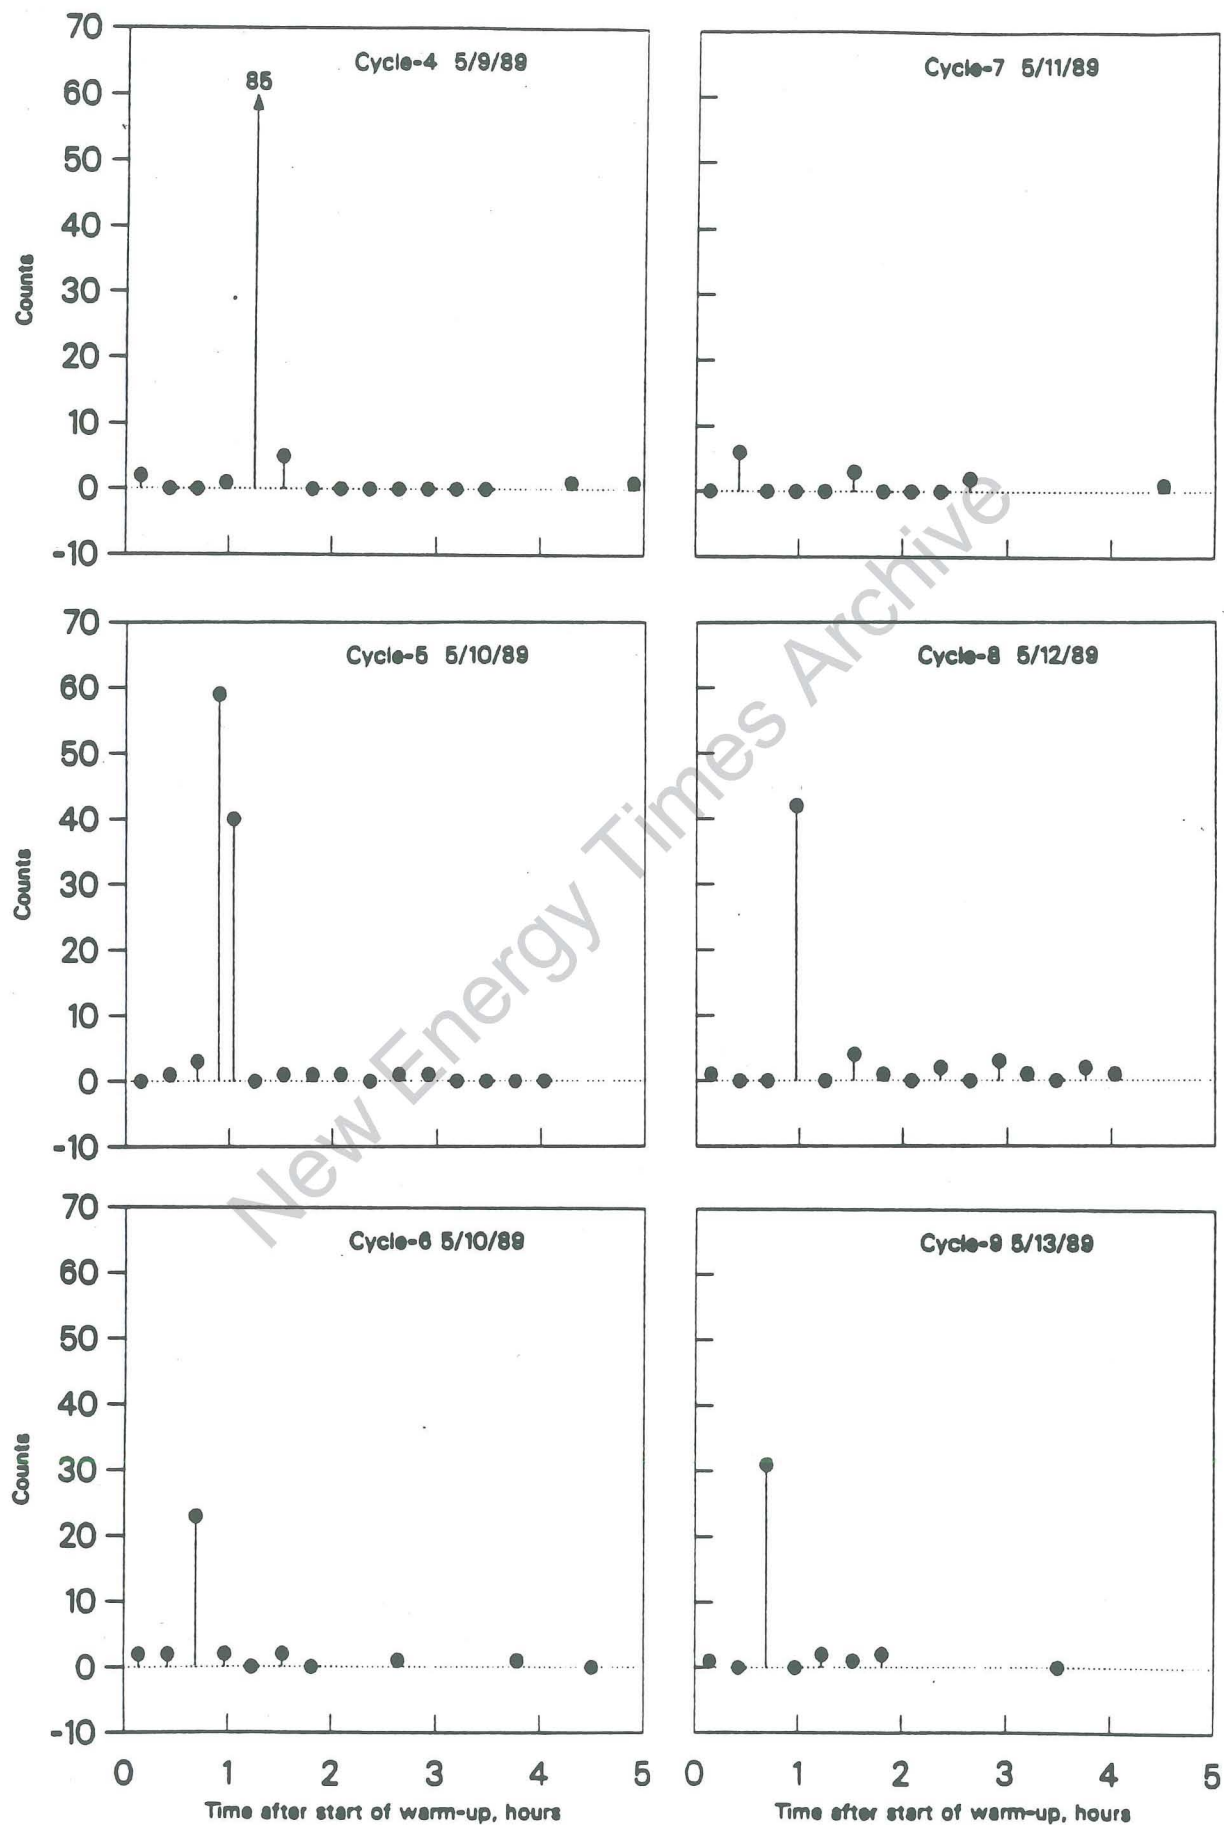 70
60
50
40
30
20
10
0
-10
Counts
Cycle-4 5/9/89
85
Cycle-7 5/11/89
70
60
50
40
30
20
10
0
-10
Counts
Cycle-5 5/10/89
Cycle-8 5/12/89
70
60
50
40
30
20
10
0
-10
Counts
Cycle-6 5/10/89
Cycle-9 5/13/89
0 1 2 3 4 5
0 1 2 3 4 5
Time after start of warm-up, hours
Time after start of warm-up, hours
New Energy Times Archive